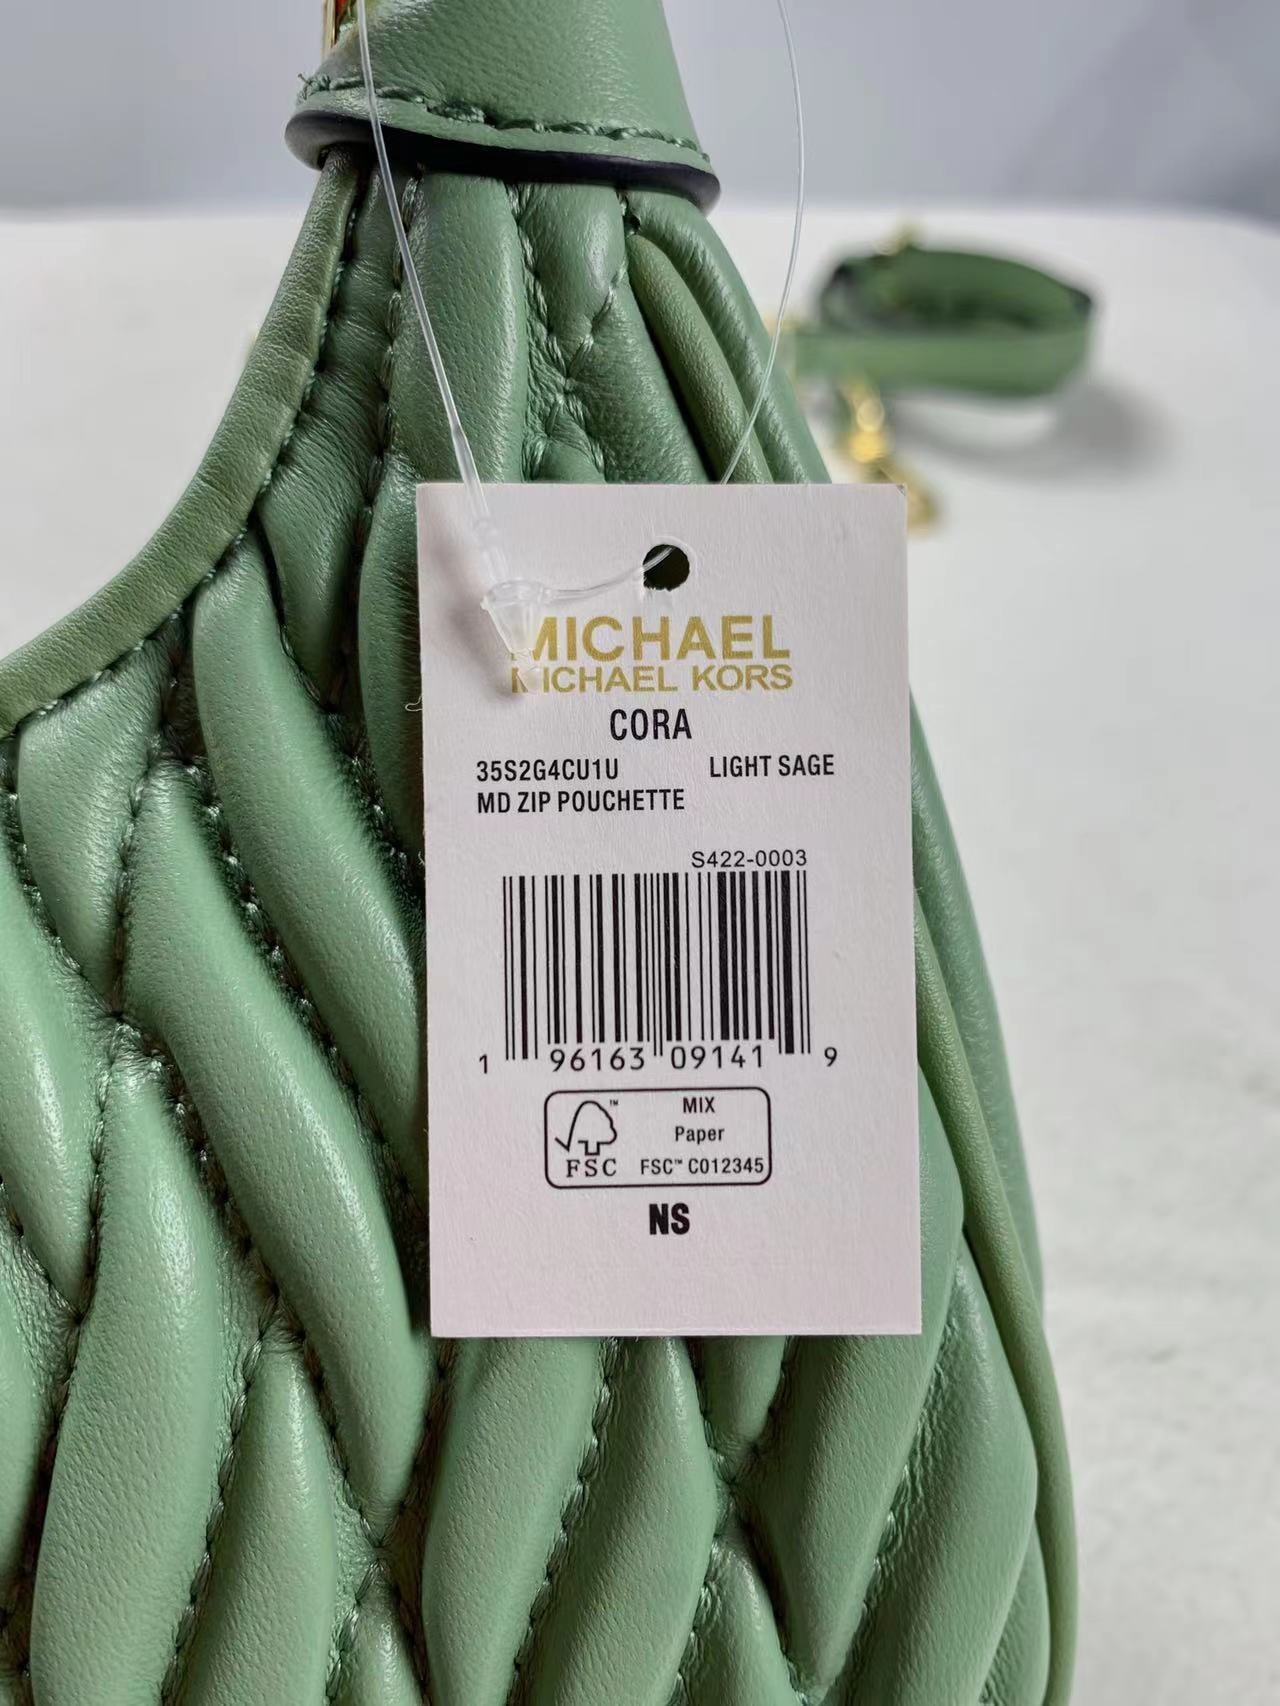 MICHAEL
MICHAEL KORS
CORA
35S2G4CU1U LIGHT SAGE
MD ZIP POUCHETTE
S422-0003
1 96163 09141 9
FSC
™
MIX
Paper
FSC™ C012345
NS